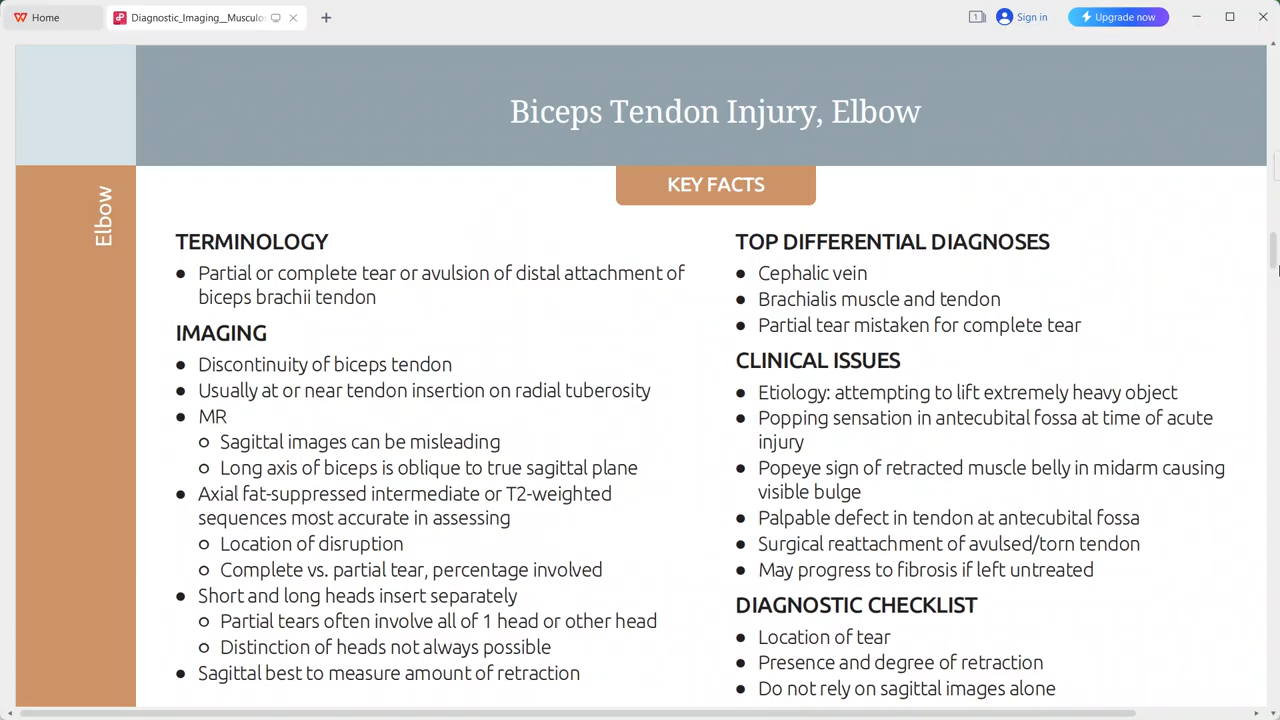 Home
Diagnostic_Imaging__Musculos
1
Sign in
Upgrade now
Biceps Tendon Injury, Elbow
Elbow
KEY FACTS
TERMINOLOGY
Partial or complete tear or avulsion of distal attachment of
biceps brachii tendon
IMAGING
Discontinuity of biceps tendon
Usually at or near tendon insertion on radial tuberosity
MR
Sagittal images can be misleading
Long axis of biceps is oblique to true sagittal plane
Axial fat-suppressed intermediate or T2-weighted
sequences most accurate in assessing
Location of disruption
Complete vs. partial tear, percentage involved
Short and long heads insert separately
Partial tears often involve all of 1 head or other head
Distinction of heads not always possible
Sagittal best to measure amount of retraction
TOP DIFFERENTIAL DIAGNOSES
Cephalic vein
Brachialis muscle and tendon
Partial tear mistaken for complete tear
CLINICAL ISSUES
Etiology: attempting to lift extremely heavy object
Popping sensation in antecubital fossa at time of acute
injury
Popeye sign of retracted muscle belly in midarm causing
visible bulge
Palpable defect in tendon at antecubital fossa
Surgical reattachment of avulsed/torn tendon
May progress to fibrosis if left untreated
DIAGNOSTIC CHECKLIST
Location of tear
Presence and degree of retraction
Do not rely on sagittal images alone